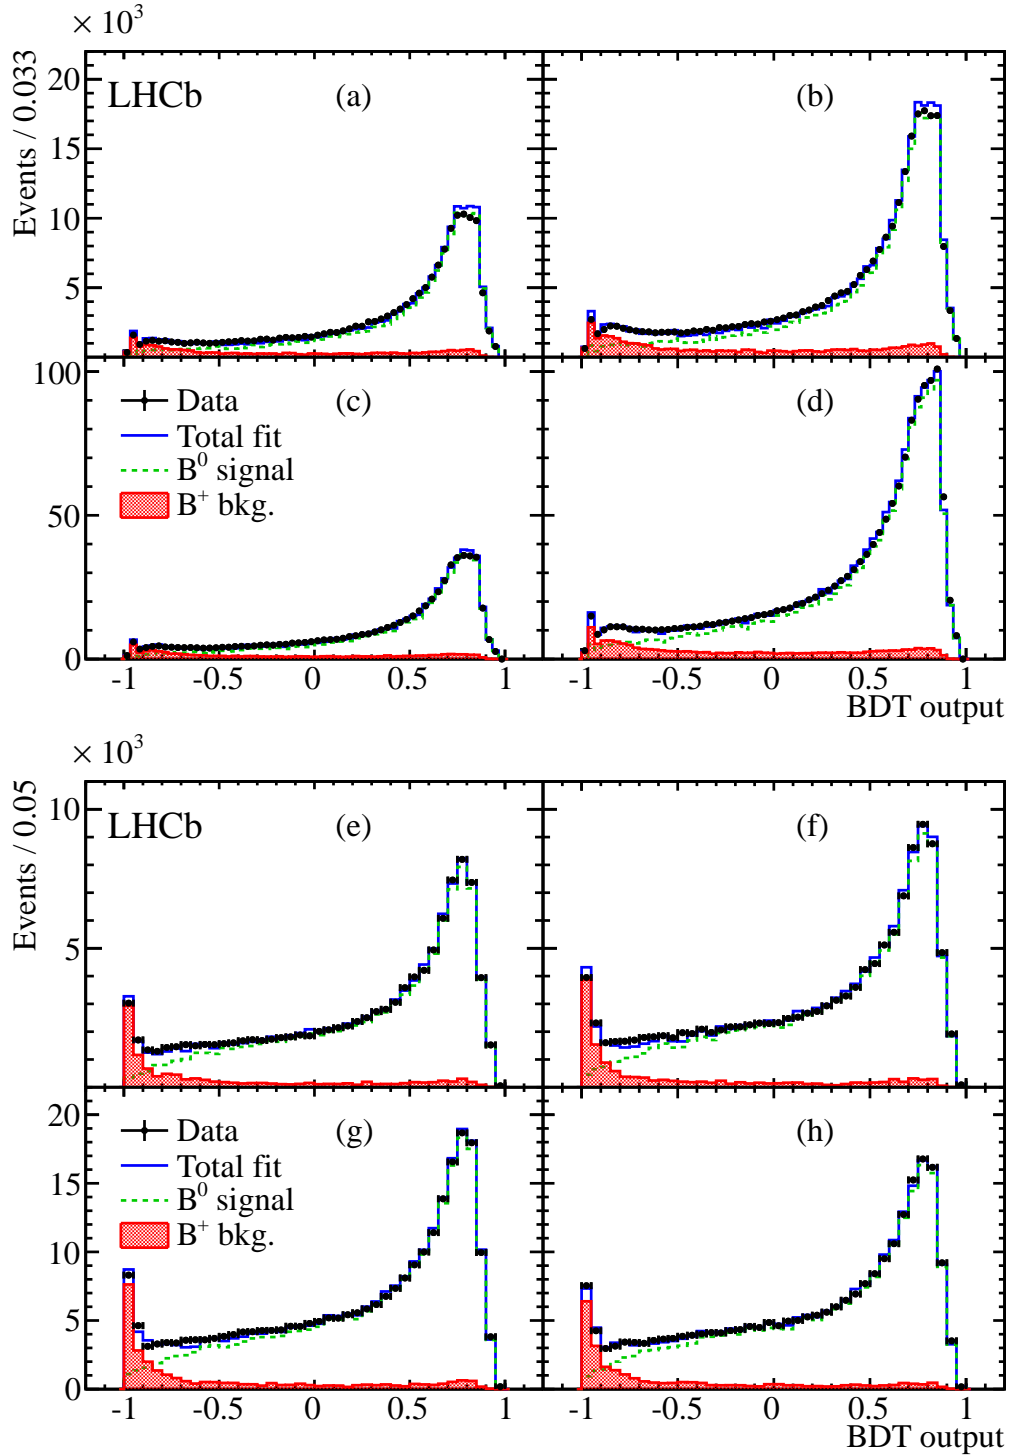 × 10³
Events / 0.033
LHCb
(a)
(b)
20
15
10
5
(c)
(d)
Data
Total fit
B⁰ signal
B⁺ bkg.
100
50
0
-1 -0.5 0 0.5 1
-1 -0.5 0 0.5 1
BDT output
× 10³
Events / 0.05
LHCb
(e)
(f)
10
5
(g)
(h)
Data
Total fit
B⁰ signal
B⁺ bkg.
20
15
10
5
0
-1 -0.5 0 0.5 1
-1 -0.5 0 0.5 1
BDT output